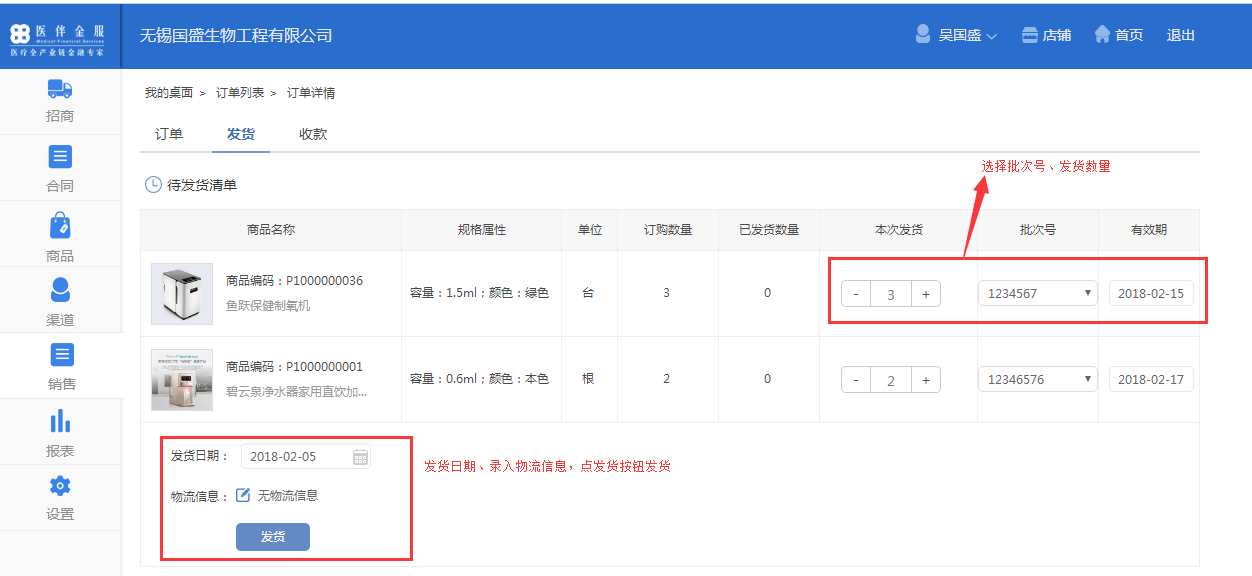 医伴金服
Medical Financial Services
医疗全产业链金融专家
无锡国盛生物工程有限公司
吴国盛
店铺
首页
退出
招商
合同
商品
渠道
销售
报表
设置
我的桌面 > 订单列表 > 订单详情
订单 发货 收款
选择批次号、发货数量
待发货清单
商品名称 规格属性 单位 订购数量 已发货数量 本次发货 批次号 有效期
商品编码：P1000000036
鱼跃保健制氧机
容量：1.5ml；颜色：绿色 台 3 0 - 3 + 1234567 2018-02-15
商品编码：P1000000001
碧云泉净水器家用直饮加...
容量：0.6ml；颜色：本色 根 2 0 - 2 + 12346576 2018-02-17
发货日期： 2018-02-05
发货日期、录入物流信息，点发货按钮发货
物流信息： 无物流信息
发货